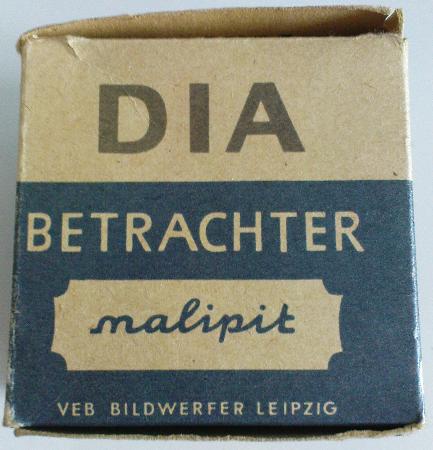 DIA
BETRACHTER
malipit
VEB BILDWERFER LEIPZIG